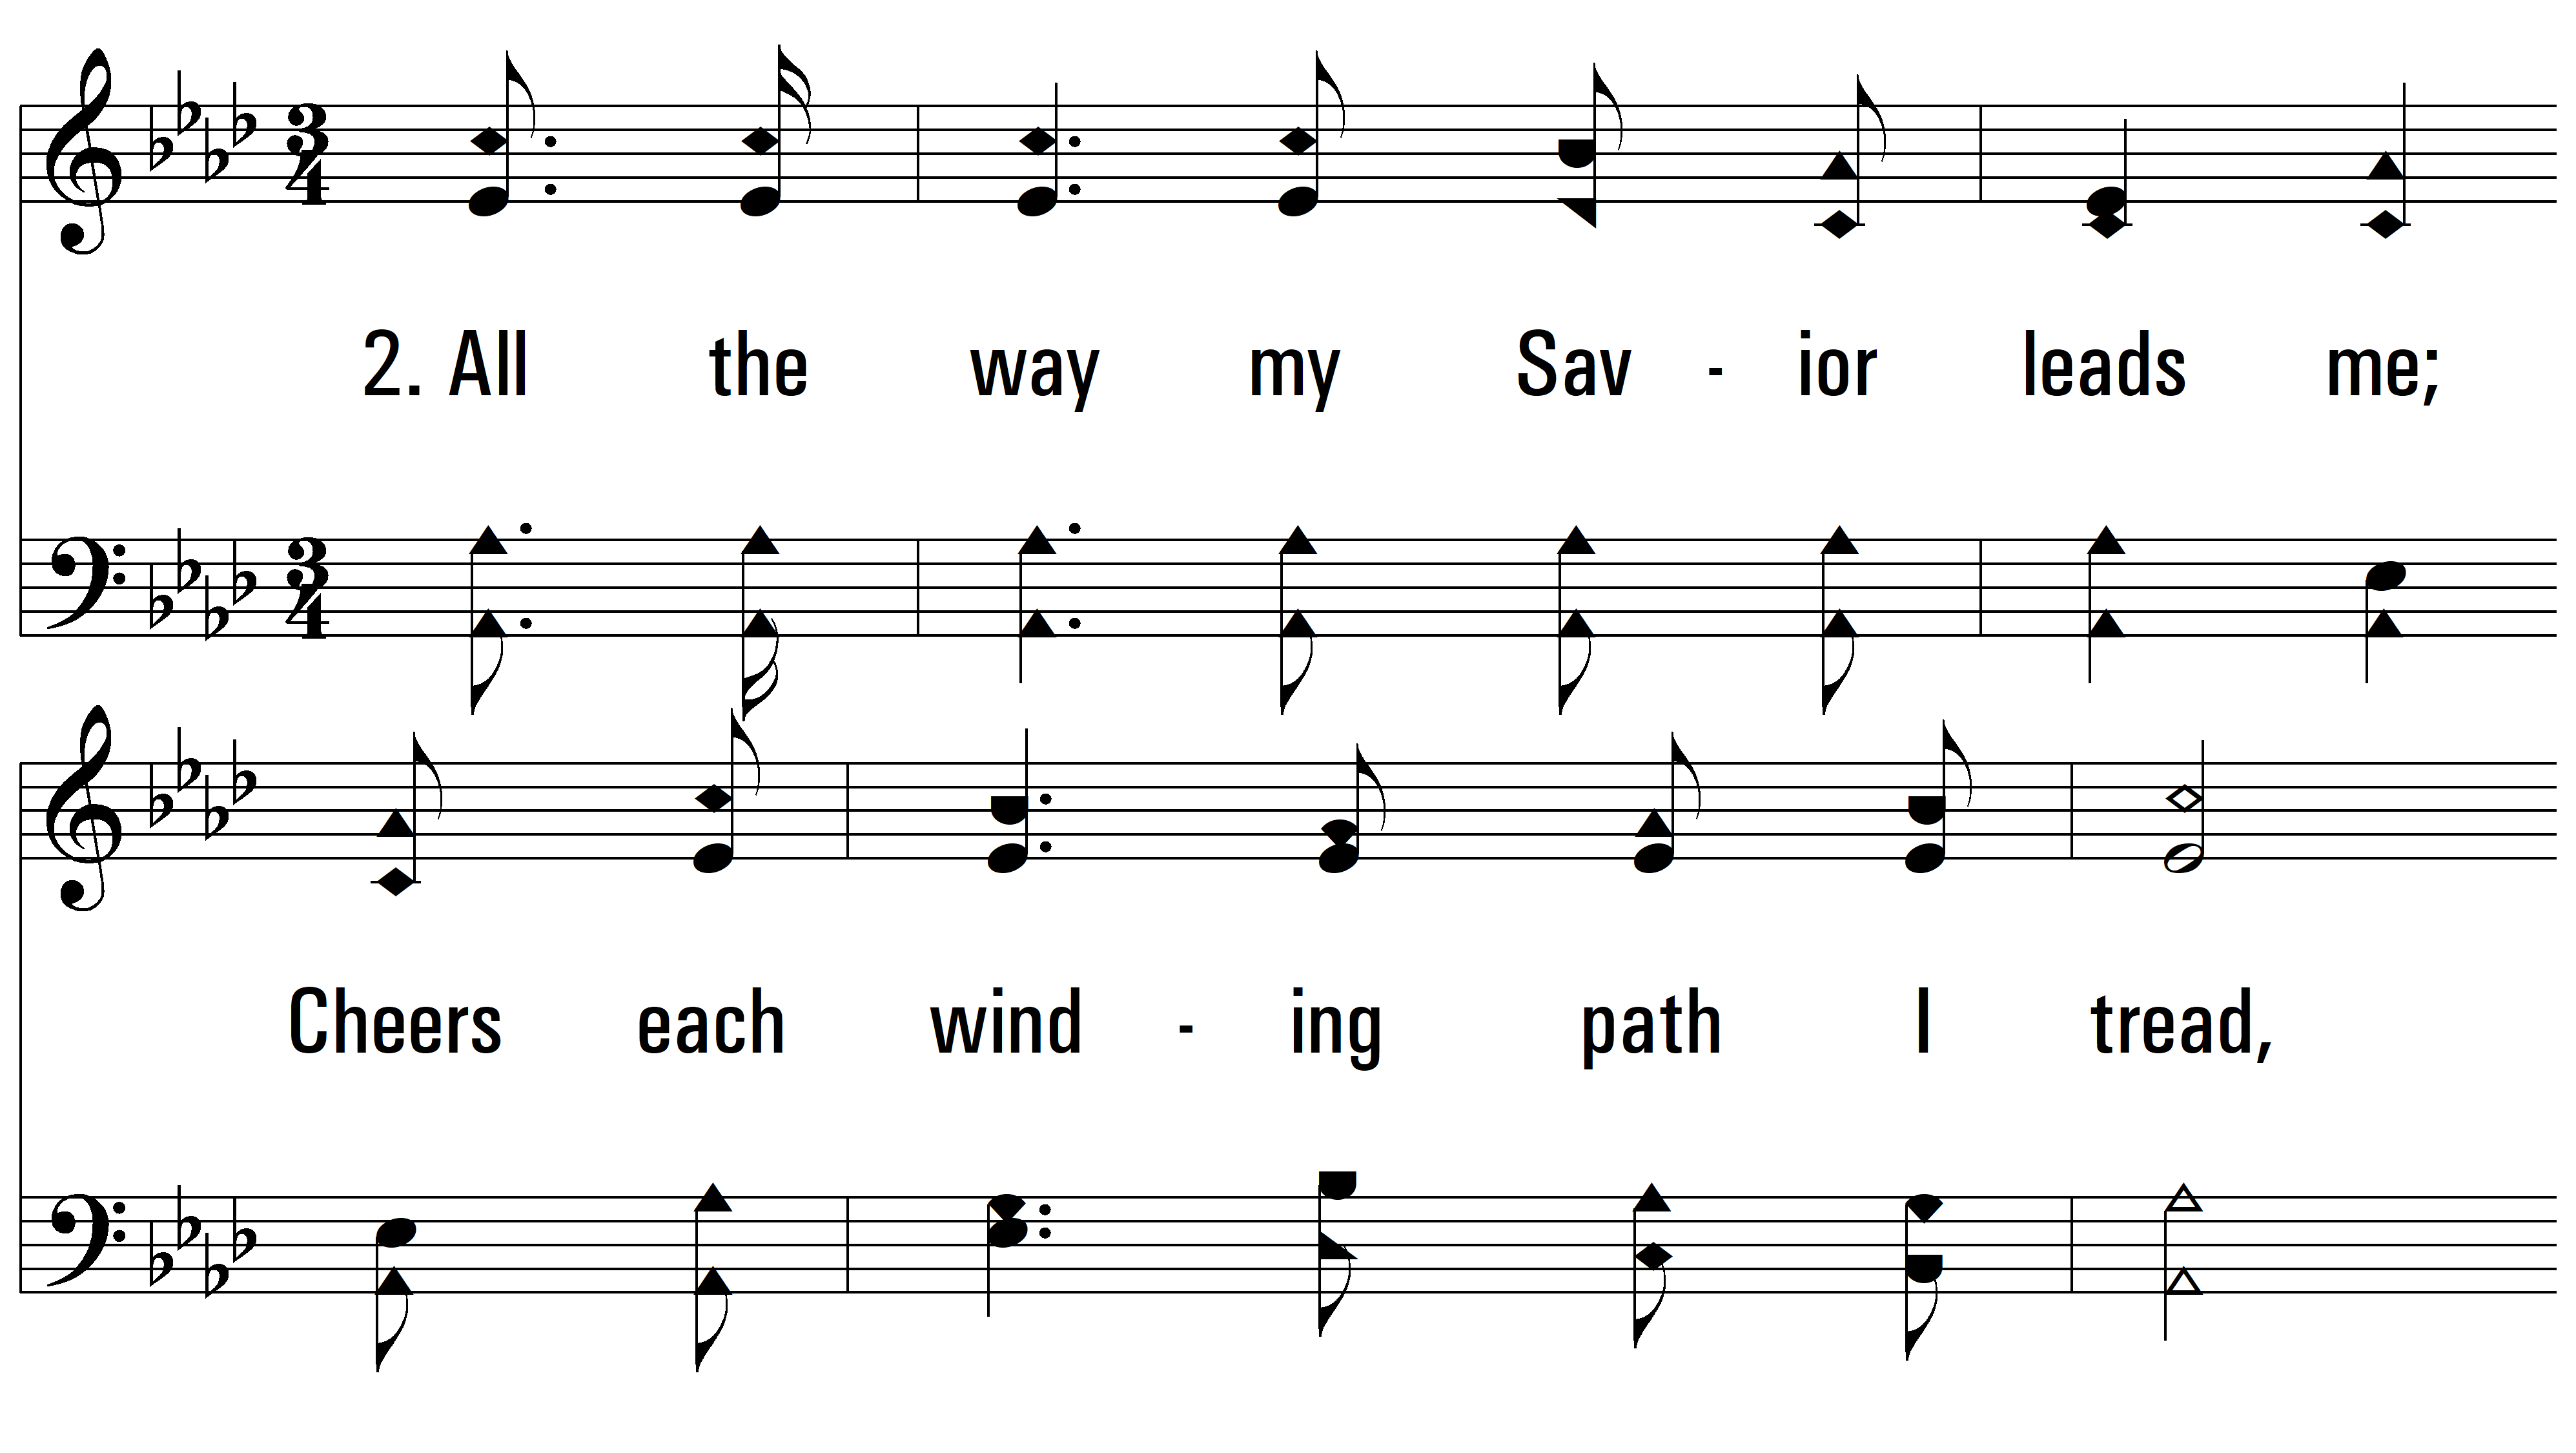 2. All the way my Sav - ior leads me;
Cheers each wind - ing path I tread,